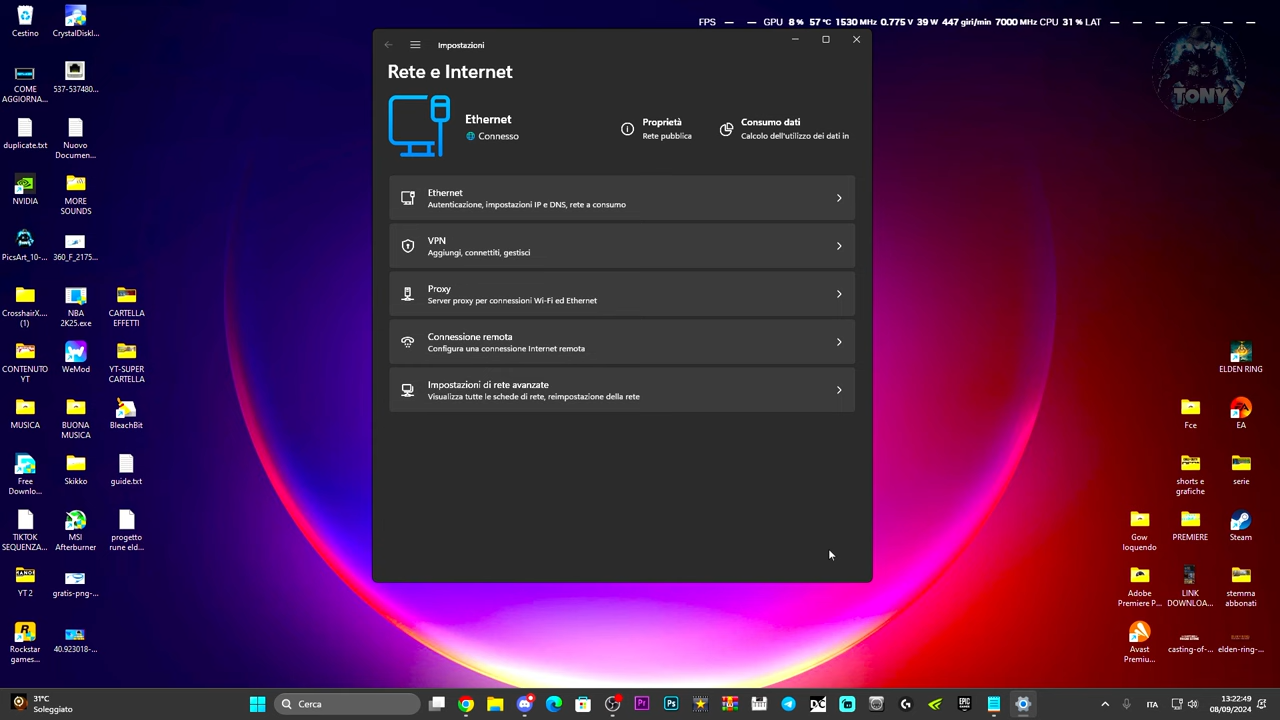 FPS — — GPU 8 % 57 °C 1530 MHz 0.775 V 39 W 447 giri/min 7000 MHz CPU 31 % LAT — — — — — — —
Impostazioni
Rete e Internet
Ethernet
Connesso
Proprietà
Rete pubblica
Consumo dati
Calcolo dell'utilizzo dei dati in
Ethernet
Autenticazione, impostazioni IP e DNS, rete a consumo
VPN
Aggiungi, connettiti, gestisci
Proxy
Server proxy per connessioni Wi-Fi ed Ethernet
Connessione remota
Configura una connessione Internet remota
Impostazioni di rete avanzate
Visualizza tutte le schede di rete, reimpostazione della rete
TONY
Cestino
CrystalDiskI...
COME
AGGIORNA...
537-537480...
duplicate.txt
Nuovo
Documen...
NVIDIA
MORE
SOUNDS
PicsArt_10-...
360_F_2175...
CrosshairX....
(1)
NBA
2K25.exe
CARTELLA
EFFETTI
CONTENUTO
YT
WeMod
YT-SUPER
CARTELLA
MUSICA
BUONA
MUSICA
BleachBit
Free
Downlo...
Skikko
guide.txt
TIKTOK
SEQUENZA...
MSI
Afterburner
progetto
rune eld...
YT 2
gratis-png-...
Rockstar
games...
40.923018-...
ELDEN RING
Fce
EA
shorts e
grafiche
serie
Gow
loquendo
PREMIERE
Steam
Adobe
Premiere P...
LINK
DOWNLOA...
stemma
abbonati
Avast
Premiu...
casting-of-...
elden-ring-...
31°C
Soleggiato
Cerca
ITA
13:22:49
08/09/2024